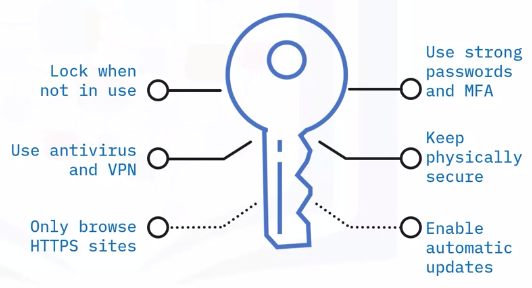 Lock when
not in use
Use antivirus
and VPN
Only browse
HTTPS sites
Use strong
passwords
and MFA
Keep
physically
secure
Enable
automatic
updates